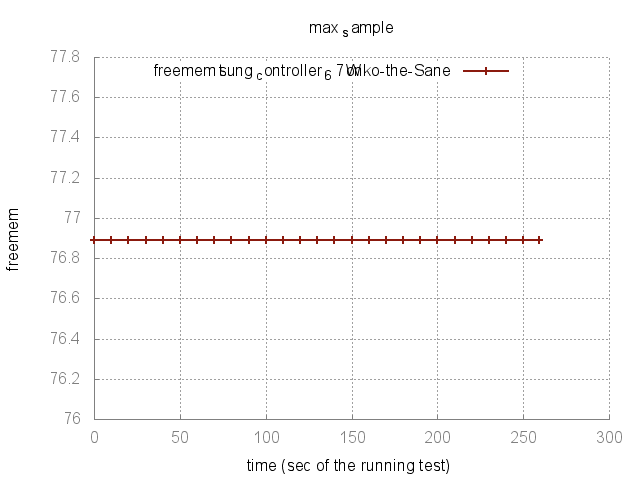 max sample
77.8
freemem tsung controller 6 7 on Wiko-the-Sane
77.6
77.4
77.2
77
76.8
76.6
76.4
76.2
76
freemem
0 50 100 150 200 250 300
time (sec of the running test)